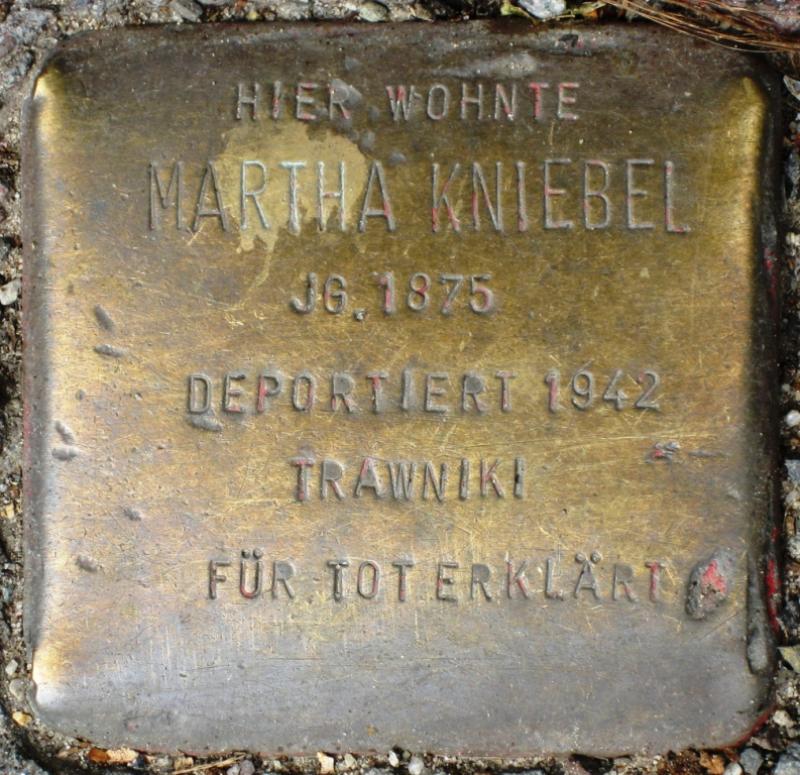 HIER WOHNTE
MARTHA KNIEBEL
JG. 1875
DEPORTIERT 1942
TRAWNIKI
FÜR TOT ERKLÄRT